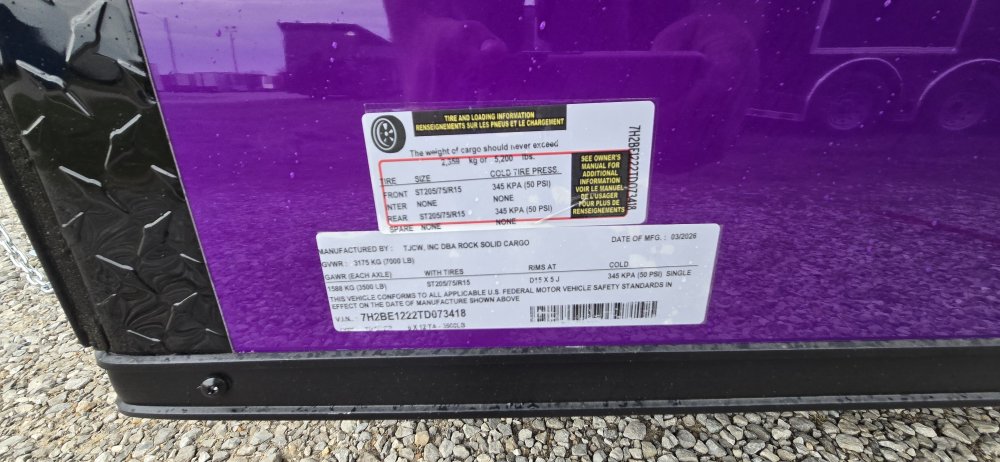 TIRE AND LOADING INFORMATION
RENSEIGNEMENTS SUR LES PNEUS ET LE CHARGEMENT
The weight of cargo should never exceed
2,359 kg or 5,200 lbs.
TIRE SIZE COLD TIRE PRESS.
FRONT ST205/75/R15 345 KPA (50 PSI)
INTER NONE NONE
REAR ST205/75/R15 345 KPA (50 PSI)
SPARE NONE NONE
SEE OWNER'S
MANUAL FOR
ADDITIONAL
INFORMATION
VOIR LE MANUEL
DE L'USAGER
POUR PLUS DE
RENSEIGNEMENTS
7H2BE1222TD073418
MANUFACTURED BY : TJCW, INC DBA ROCK SOLID CARGO DATE OF MFG. : 03/2026
GVWR : 3175 KG (7000 LB)
GAWR (EACH AXLE) WITH TIRES RIMS AT COLD
1588 KG (3500 LB) ST205/75/R15 D15 X 5 J 345 KPA (50 PSI) SINGLE
THIS VEHICLE CONFORMS TO ALL APPLICABLE U.S. FEDERAL MOTOR VEHICLE SAFETY STANDARDS IN
EFFECT ON THE DATE OF MANUFACTURE SHOWN ABOVE
V.I.N. : 7H2BE1222TD073418